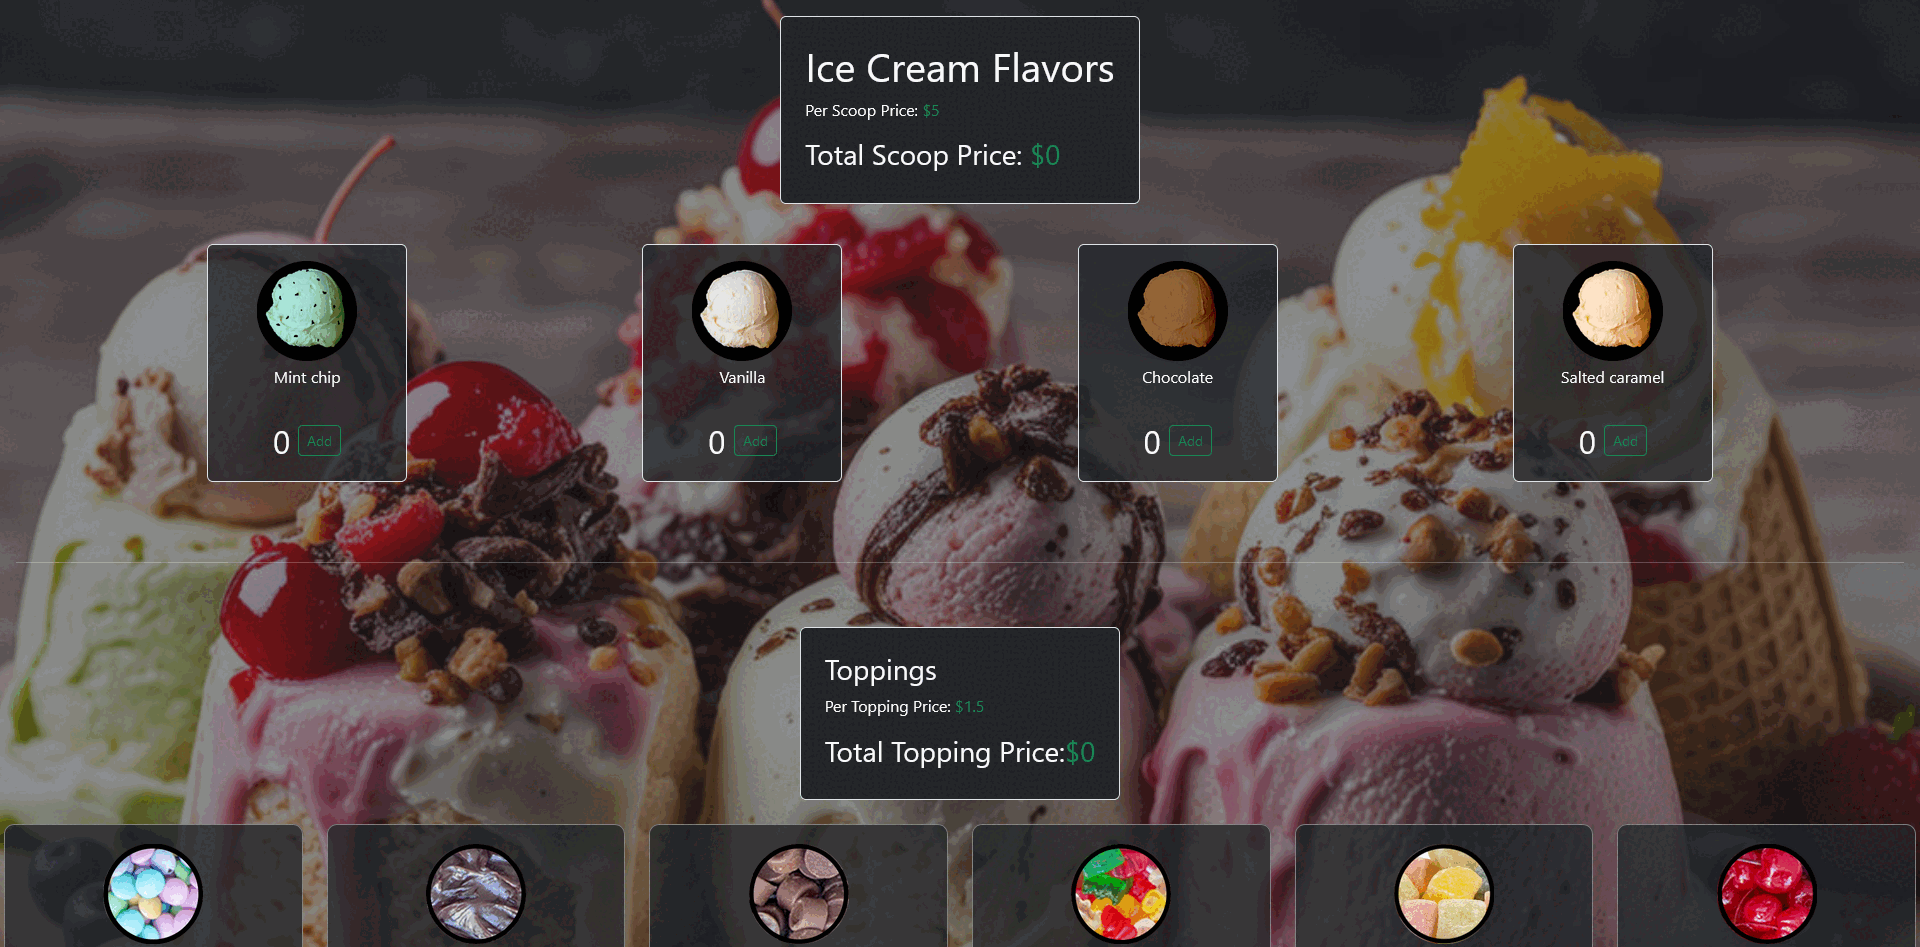 Ice Cream Flavors
Per Scoop Price: $5
Total Scoop Price: $0
Mint chip
0 Add
Vanilla
0 Add
Chocolate
0 Add
Salted caramel
0 Add
Toppings
Per Topping Price: $1.5
Total Topping Price:$0